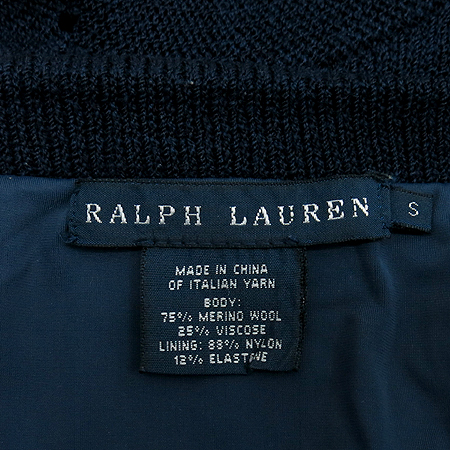 RALPH LAUREN
S
MADE IN CHINA
OF ITALIAN YARN
BODY:
75% MERINO WOOL
25% VISCOSE
LINING: 88% NYLON
12% ELASTANE